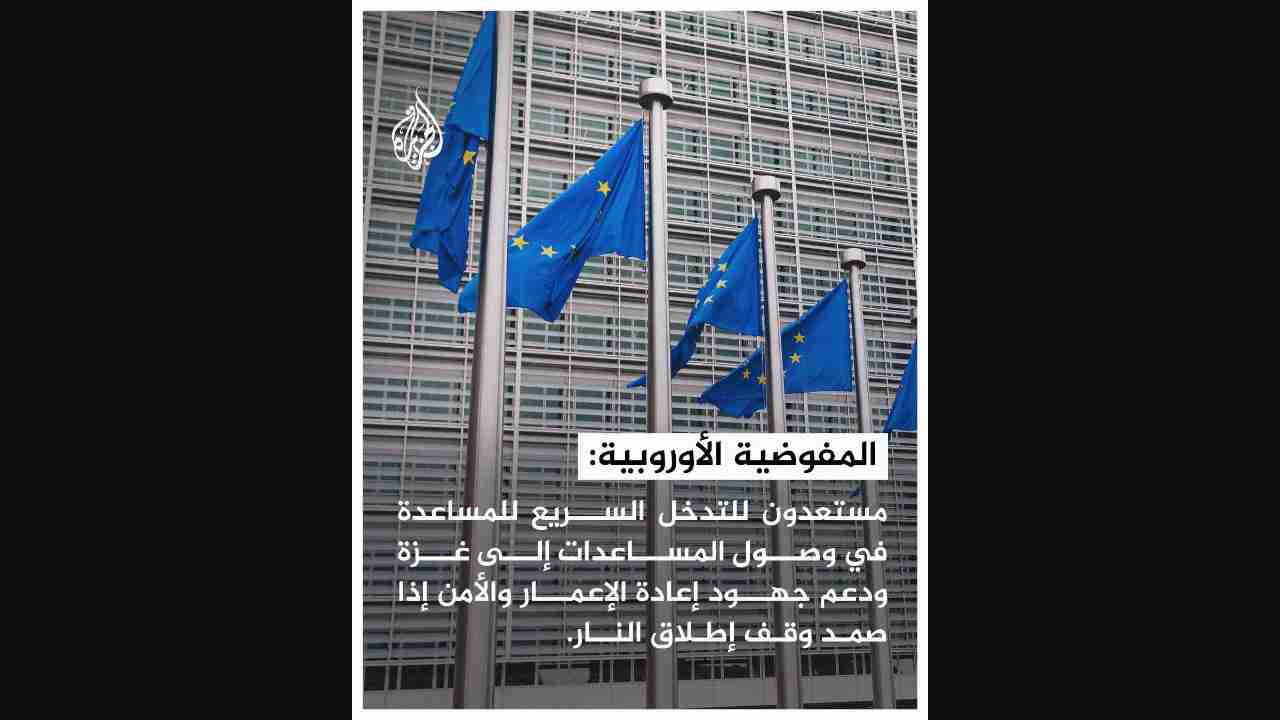 الجزيرة
المفوضية الأوروبية:
مستعدون للتدخل السريع للمساعدة
في وصول المساعدات إلى غزة
ودعم جهود إعادة الإعمار والأمن إذا
صمد وقف إطلاق النار.